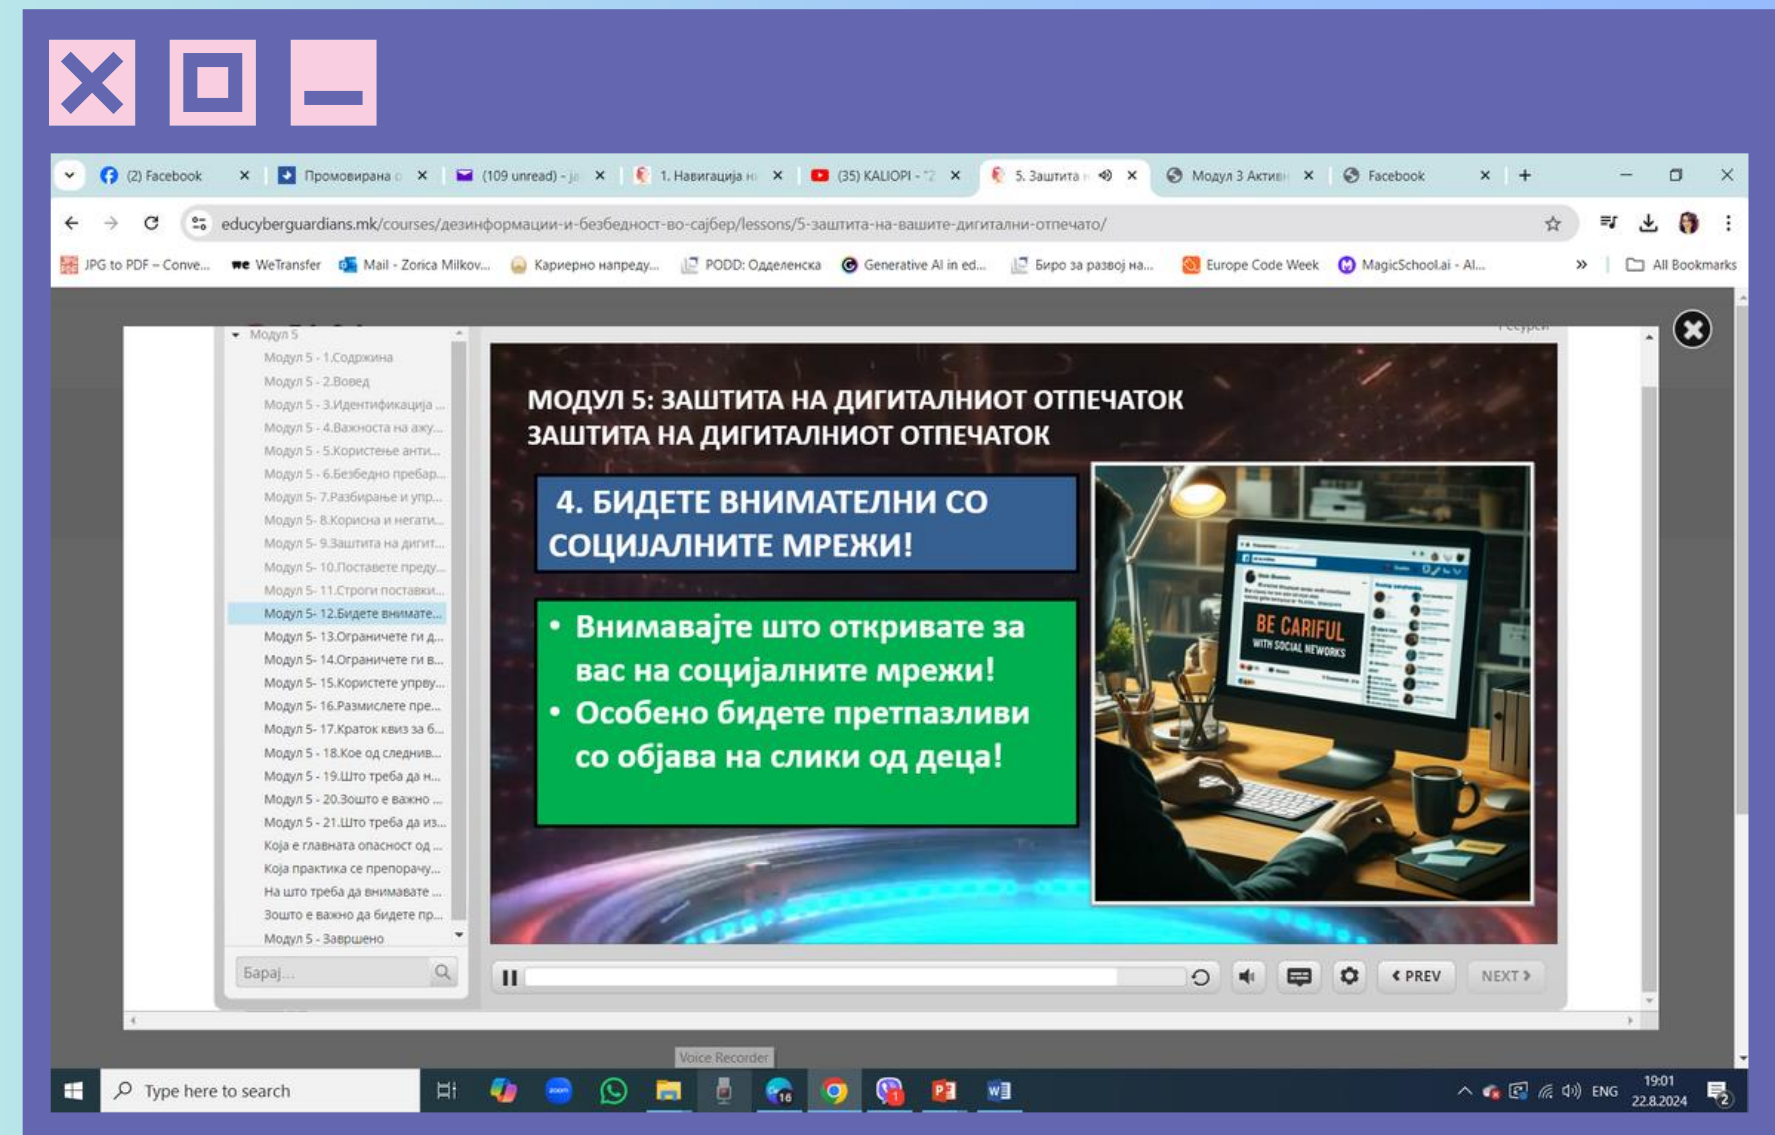 (2) Facebook
Промовирана о
(109 unread) - ja
1. Навигација н
(35) KALIOPI - "2
5. Заштита н
Модул 3 Активн
Facebook
educyberguardians.mk/courses/дезинформации-и-безбедност-во-сајбер/lessons/5-заштита-на-вашите-дигитални-отпечато/
JPG to PDF – Conve...
we WeTransfer
Mail - Zorica Milkov...
Кариерно напреду...
PODD: Одделенска
Generative AI in ed...
Биро за развој на...
Europe Code Week
MagicSchool.ai - AI...
All Bookmarks
Ресурси
Модул 5
Модул 5 - 1.Содржина
Модул 5 - 2.Вовед
Модул 5 - 3.Идентификација ...
Модул 5 - 4.Важноста на ажу...
Модул 5 - 5.Користење анти...
Модул 5 - 6.Безбедно пребар...
Модул 5- 7.Разбирање и упр...
Модул 5- 8.Корисна и негати...
Модул 5- 9.Заштита на дигит...
Модул 5- 10.Поставете преду...
Модул 5- 11.Строги поставки...
Модул 5- 12.Бидете внимате...
Модул 5- 13.Ограничете ги д...
Модул 5- 14.Ограничете ги в...
Модул 5- 15.Користете упрву...
Модул 5- 16.Размислете пре...
Модул 5- 17.Краток квиз за б...
Модул 5 - 18.Кое од следнив...
Модул 5 - 19.Што треба да н...
Модул 5 - 20.Зошто е важно ...
Модул 5 - 21.Што треба да из...
Која е главната опасност од ...
Која практика се препорачу...
На што треба да внимавате ...
Зошто е важно да бидете пр...
Модул 5 - Завршено
Барај...
МОДУЛ 5: ЗАШТИТА НА ДИГИТАЛНИОТ ОТПЕЧАТОК
ЗАШТИТА НА ДИГИТАЛНИОТ ОТПЕЧАТОК
4. БИДЕТЕ ВНИМАТЕЛНИ СО
СОЦИЈАЛНИТЕ МРЕЖИ!
• Внимавајте што откривате за
вас на социјалните мрежи!
• Особено бидете претпазливи
со објава на слики од деца!
BE CARIFUL
WITH SOCIAL NEWORKS
PREV
NEXT
Voice Recorder
Type here to search
zoom
16
1
ENG
19:01
22.8.2024
2